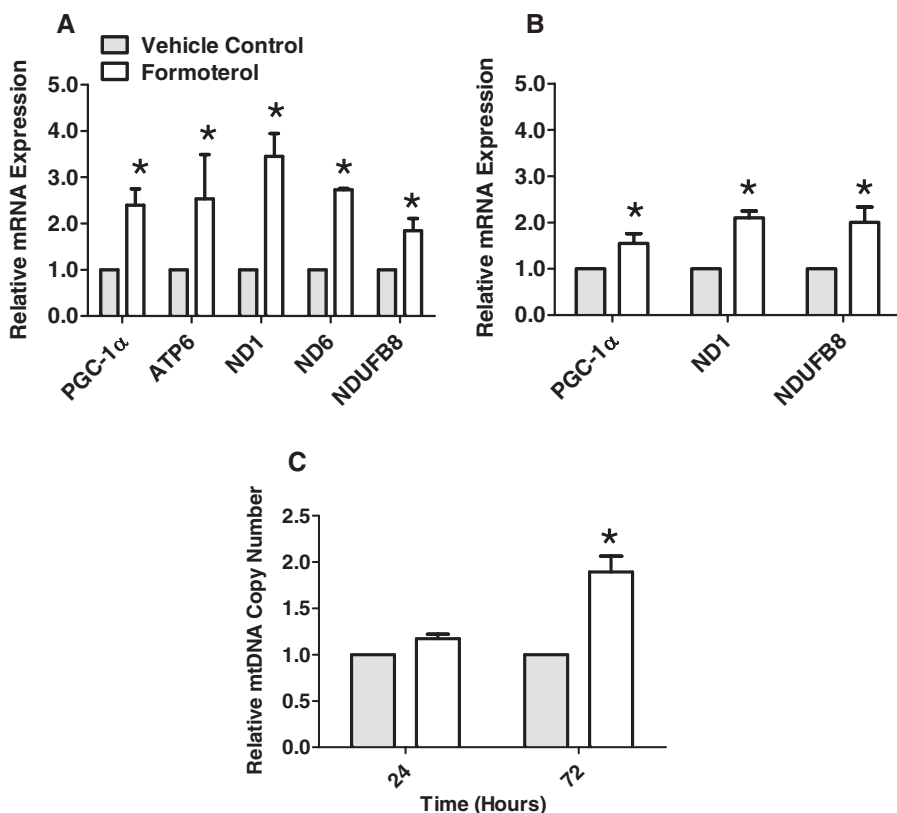 A
Vehicle Control
Formoterol
Relative mRNA Expression
5.0
4.0
3.0
2.0
1.0
0.0
* * * * *
PGC-1α ATP6 ND1 ND6 NDUFB8
B
Relative mRNA Expression
5.0
4.0
3.0
2.0
1.0
0.0
* * *
PGC-1α ND1 NDUFB8
C
Relative mtDNA Copy Number
2.5
2.0
1.5
1.0
0.5
0.0
*
24 72
Time (Hours)